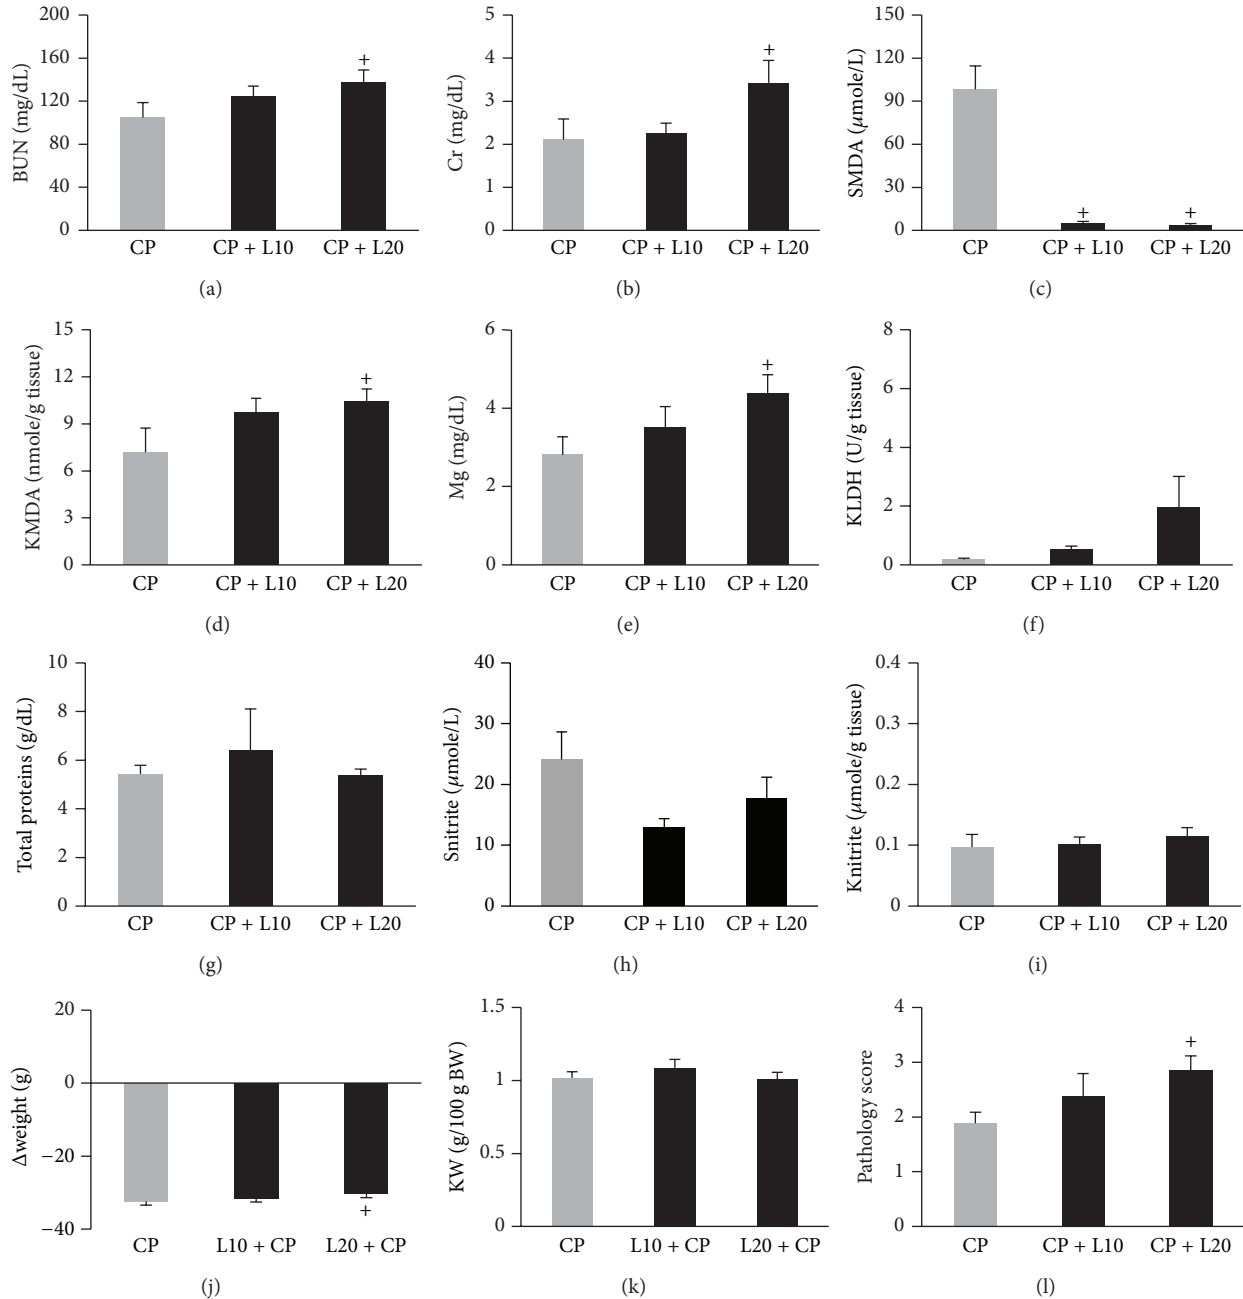 BUN (mg/dL)
160
120
80
40
0
+
CP CP + L10 CP + L20
(a)
Cr (mg/dL)
5
4
3
2
1
0
+
CP CP + L10 CP + L20
(b)
SMDA (μmole/L)
150
120
90
60
30
0
+ +
CP CP + L10 CP + L20
(c)
KMDA (nmole/g tissue)
15
12
9
6
3
0
+
CP CP + L10 CP + L20
(d)
Mg (mg/dL)
6
4
2
0
+
CP CP + L10 CP + L20
(e)
KLDH (U/g tissue)
8
6
4
2
0
CP CP + L10 CP + L20
(f)
Total proteins (g/dL)
10
8
6
4
2
0
CP CP + L10 CP + L20
(g)
Snitrite (μmole/L)
40
30
20
10
0
CP CP + L10 CP + L20
(h)
Knitrite (μmole/g tissue)
0.4
0.3
0.2
0.1
0
CP CP + L10 CP + L20
(i)
Δweight (g)
20
0
−20
−40
+
CP L10 + CP L20 + CP
(j)
KW (g/100 g BW)
1.5
1
0.5
0
CP L10 + CP L20 + CP
(k)
Pathology score
4
3
2
1
0
+
CP CP + L10 CP + L20
(l)